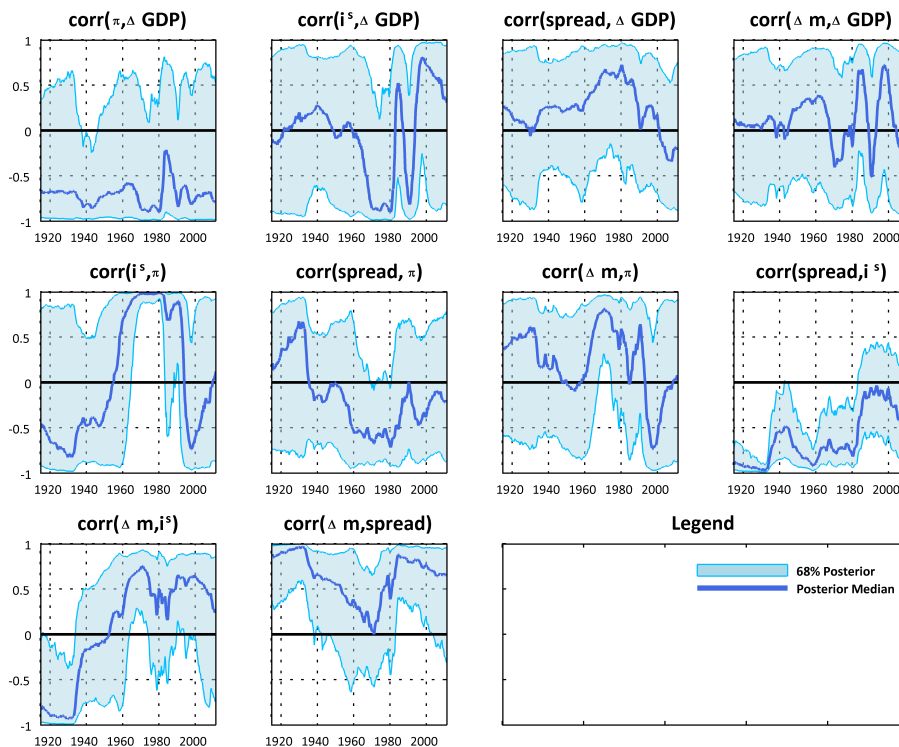 corr(π,Δ GDP) corr(iˢ,Δ GDP) corr(spread, Δ GDP) corr(Δ m,Δ GDP)
1
0.5
0
-0.5
-1
1920 1940 1960 1980 2000 1920 1940 1960 1980 2000 1920 1940 1960 1980 2000 1920 1940 1960 1980 2000
corr(iˢ,π) corr(spread, π) corr(Δ m,π) corr(spread,iˢ)
1
0.5
0
-0.5
-1
1920 1940 1960 1980 2000 1920 1940 1960 1980 2000 1920 1940 1960 1980 2000 1920 1940 1960 1980 2000
corr(Δ m,iˢ) corr(Δ m,spread) Legend
1
0.5
0
-0.5
-1
68% Posterior
Posterior Median
1920 1940 1960 1980 2000 1920 1940 1960 1980 2000